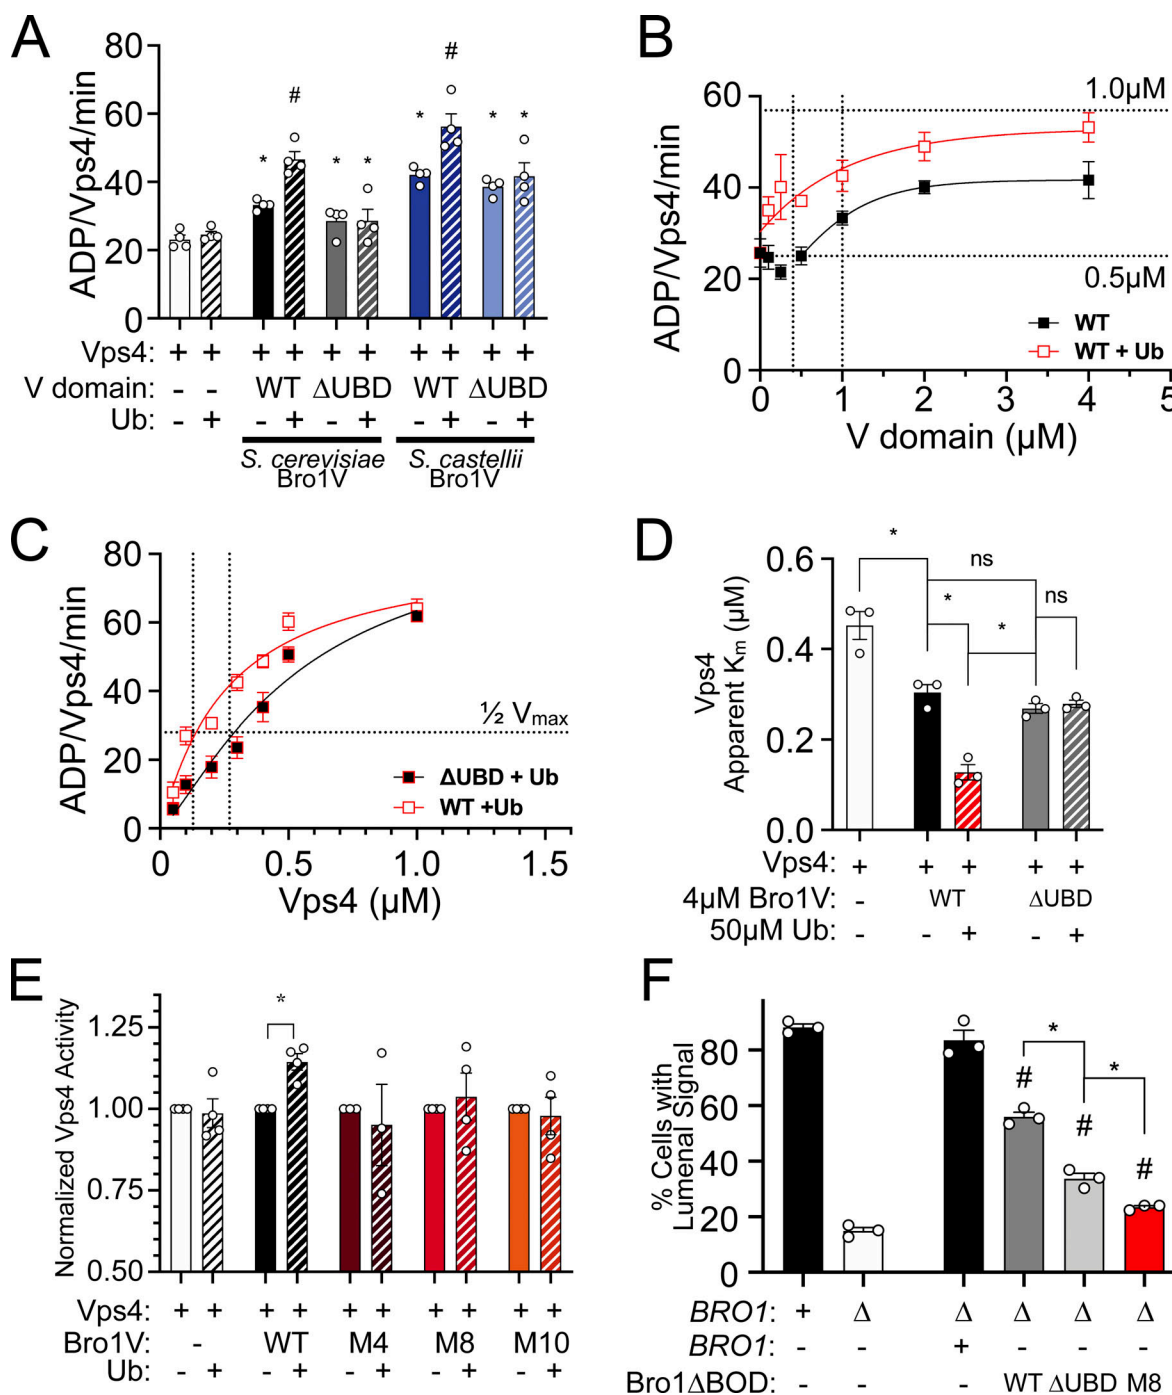 A
ADP/Vps4/min
80
60
40
20
0
* # * * * # * *
Vps4: + + + + + + + + + +
V domain: - - WT ΔUBD WT ΔUBD
Ub: - + - + - + - + - +
S. cerevisiae S. castellii
Bro1V Bro1V
B
ADP/Vps4/min
60
40
20
0
1.0µM
0.5µM
WT
WT + Ub
0 1 2 3 4 5
V domain (µM)
C
ADP/Vps4/min
80
60
40
20
0
½ Vmax
ΔUBD + Ub
WT +Ub
0 0.5 1.0 1.5
Vps4 (µM)
D
Vps4
Apparent Km (µM)
0.6
0.4
0.2
0.0
* ns
* ns
*
Vps4: + + + + +
4µM Bro1V: - WT ΔUBD
50µM Ub: - - + - +
E
Normalized Vps4 Activity
1.25
1.00
0.75
0.50
*
Vps4: + + + + + + + + + +
Bro1V: - WT M4 M8 M10
Ub: - + - + - + - + - +
F
% Cells with
Lumenal Signal
80
60
40
20
0
* *
# # #
BRO1: + Δ Δ Δ Δ Δ
BRO1: - - + - - -
Bro1ΔBOD: - - - WT ΔUBD M8